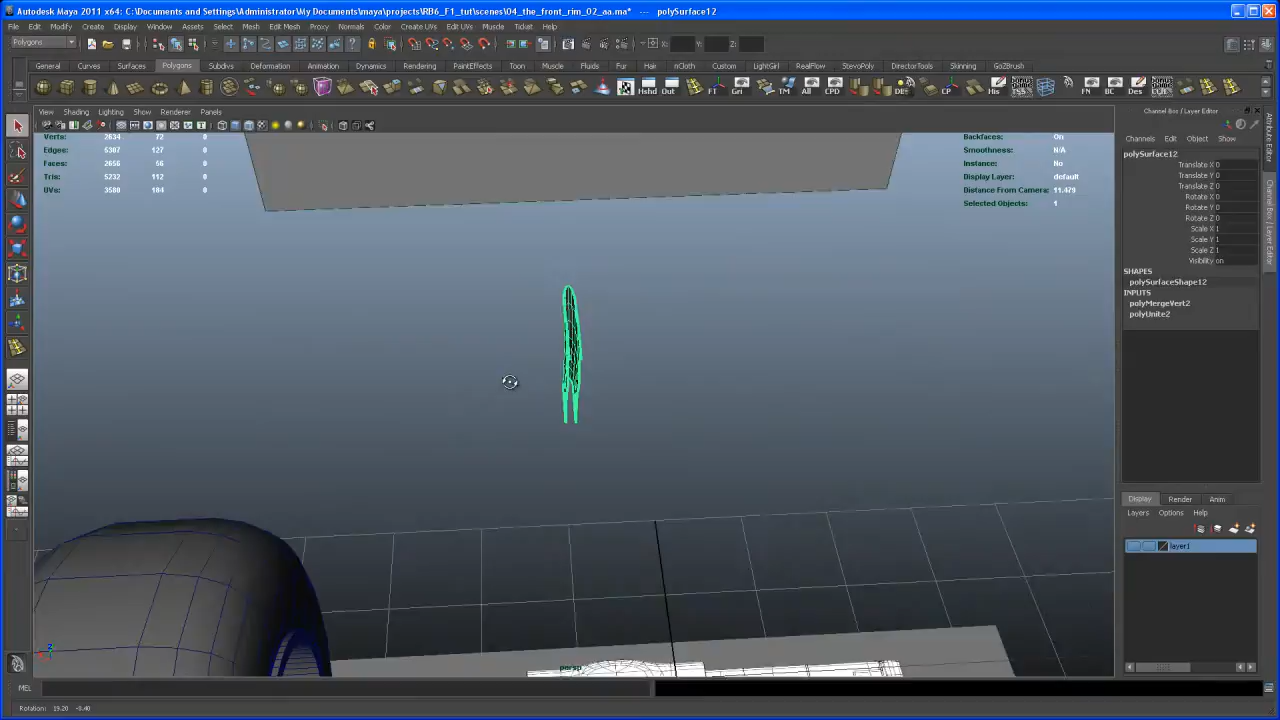 Autodesk Maya 2011 x64: C:\Documents and Settings\Administrator\My Documents\maya\projects\RB6_F1_tut\scenes\04_the_front_rim_02_aa.ma* --- polySurface12
File Edit Modify Create Display Window Assets Select Mesh Edit Mesh Proxy Normals Color Create UVs Edit UVs Muscle Pipeline Cache Help
Polygons X: Y: Z:
General Curves Surfaces Polygons Subdivs Deformation Animation Dynamics Rendering PaintEffects Toon Muscle Fluids Fur Hair nCloth Custom LightGirl RealFlow StevoPoly DirectorTools Skinning GoZBrush
Hshd Out FT Grt TM All CPD CP His FN BC Des
View Shading Lighting Show Renderer Panels
Channel Box / Layer Editor
Verts: 2634 72 0
Edges: 5307 127 0
Faces: 2656 56 0
Tris: 5232 112 0
UVs: 3588 184 0
Backfaces: On
Smoothness: N/A
Instance: No
Display Layer: default
Distance From Camera: 11.479
Selected Objects: 1
Channels Edit Object Show
polySurface12
Translate X 0
Translate Y 0
Translate Z 0
Rotate X 0
Rotate Y 0
Rotate Z 0
Scale X 1
Scale Y 1
Scale Z 1
Visibility on
SHAPES
polySurfaceShape12
INPUTS
polyMergeVert2
polyUnite2
Attribute Editor
Channel Box / Layer Editor
Display Render Anim
Layers Options Help
layer1
persp
MEL
Rotation: 19.20 -0.40